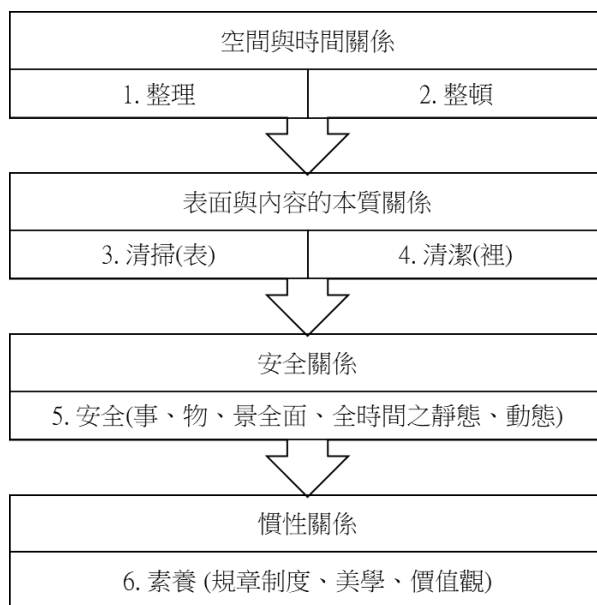 空間與時間關係
1. 整理
2. 整頓
表面與內容的本質關係
3. 清掃(表)
4. 清潔(裡)
安全關係
5. 安全(事、物、景全面、全時間之靜態、動態)
慣性關係
6. 素養 (規章制度、美學、價值觀)